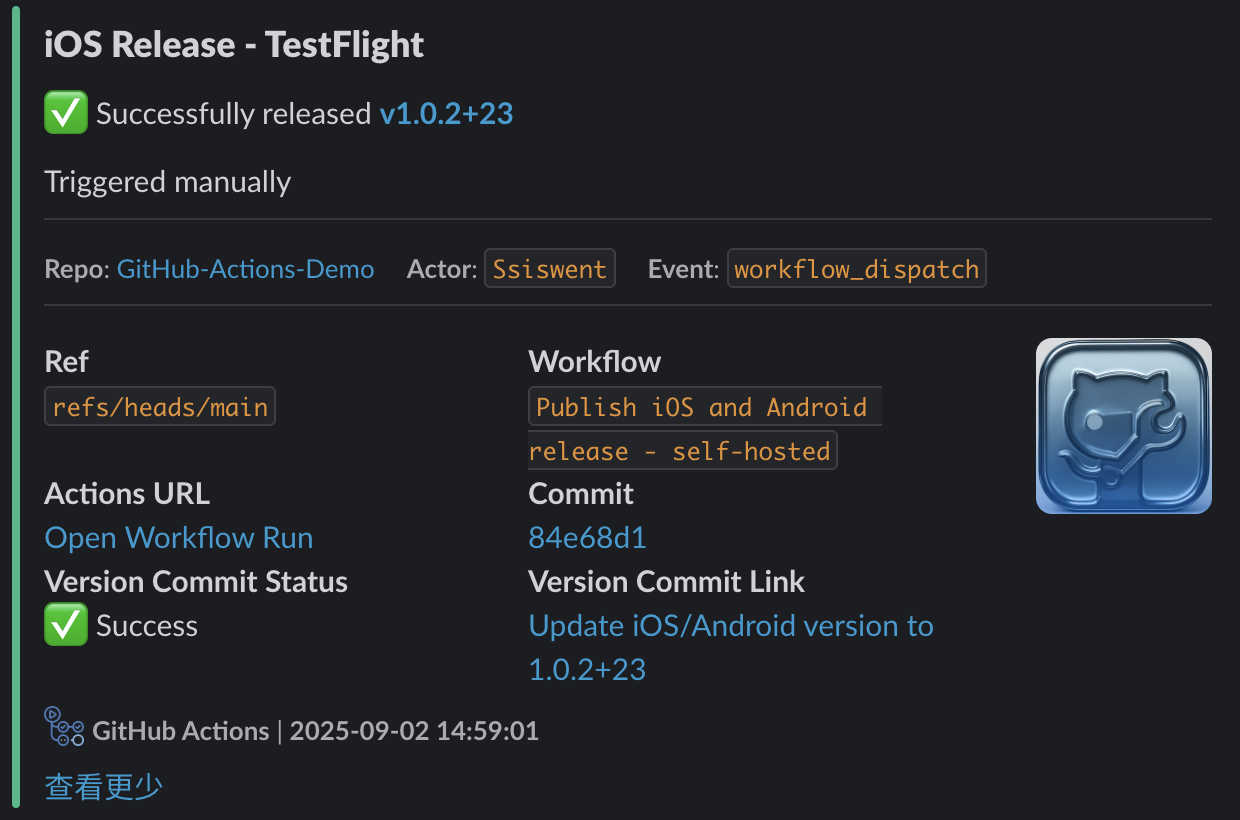 iOS Release - TestFlight
✅ Successfully released v1.0.2+23
Triggered manually
Repo: GitHub-Actions-Demo Actor: Ssiswent Event: workflow_dispatch
Ref
refs/heads/main
Workflow
Publish iOS and Android
release - self-hosted
Actions URL
Open Workflow Run
Commit
84e68d1
Version Commit Status
✅ Success
Version Commit Link
Update iOS/Android version to
1.0.2+23
GitHub Actions | 2025-09-02 14:59:01
查看更少